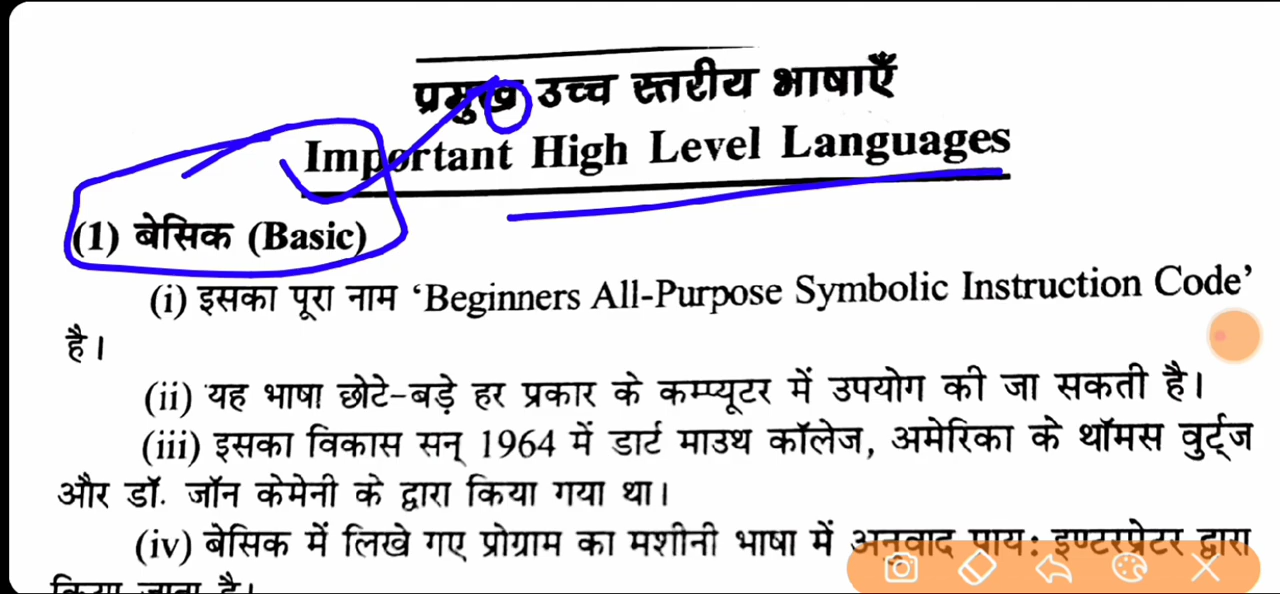 प्रमुख उच्च स्तरीय भाषाएँ
Important High Level Languages
(1) बेसिक (Basic)
(i) इसका पूरा नाम ‘Beginners All-Purpose Symbolic Instruction Code’
है।
(ii) यह भाषा छोटे-बड़े हर प्रकार के कम्प्यूटर में उपयोग की जा सकती है।
(iii) इसका विकास सन् 1964 में डार्ट माउथ कॉलेज, अमेरिका के थॉमस वुर्ट्ज
और डॉ. जॉन केमेनी के द्वारा किया गया था।
(iv) बेसिक में लिखे गए प्रोग्राम का मशीनी भाषा में अनुवाद प्राय: इण्टरप्रेटर द्वारा
किया जाता है।